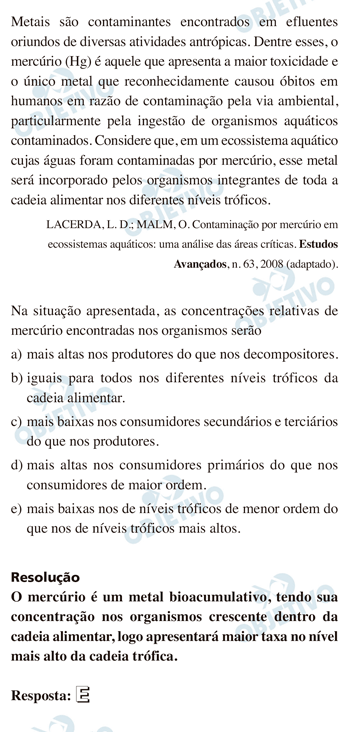 Metais são contaminantes encontrados em efluentes
oriundos de diversas atividades antrópicas. Dentre esses, o
mercúrio (Hg) é aquele que apresenta a maior toxicidade e
o único metal que reconhecidamente causou óbitos em
humanos em razão de contaminação pela via ambiental,
particularmente pela ingestão de organismos aquáticos
contaminados. Considere que, em um ecossistema aquático
cujas águas foram contaminadas por mercúrio, esse metal
será incorporado pelos organismos integrantes de toda a
cadeia alimentar nos diferentes níveis tróficos.
LACERDA, L. D.; MALM, O. Contaminação por mercúrio em
ecossistemas aquáticos: uma análise das áreas críticas. Estudos
Avançados, n. 63, 2008 (adaptado).
Na situação apresentada, as concentrações relativas de
mercúrio encontradas nos organismos serão
a) mais altas nos produtores do que nos decompositores.
b) iguais para todos nos diferentes níveis tróficos da
cadeia alimentar.
c) mais baixas nos consumidores secundários e terciários
do que nos produtores.
d) mais altas nos consumidores primários do que nos
consumidores de maior ordem.
e) mais baixas nos de níveis tróficos de menor ordem do
que nos de níveis tróficos mais altos.
Resolução
O mercúrio é um metal bioacumulativo, tendo sua
concentração nos organismos crescente dentro da
cadeia alimentar, logo apresentará maior taxa no nível
mais alto da cadeia trófica.
Resposta: E
OBJETIVO
OBJETIVO
OBJETIVO
OBJETIVO
OBJETIVO
OBJETIVO
OBJETIVO